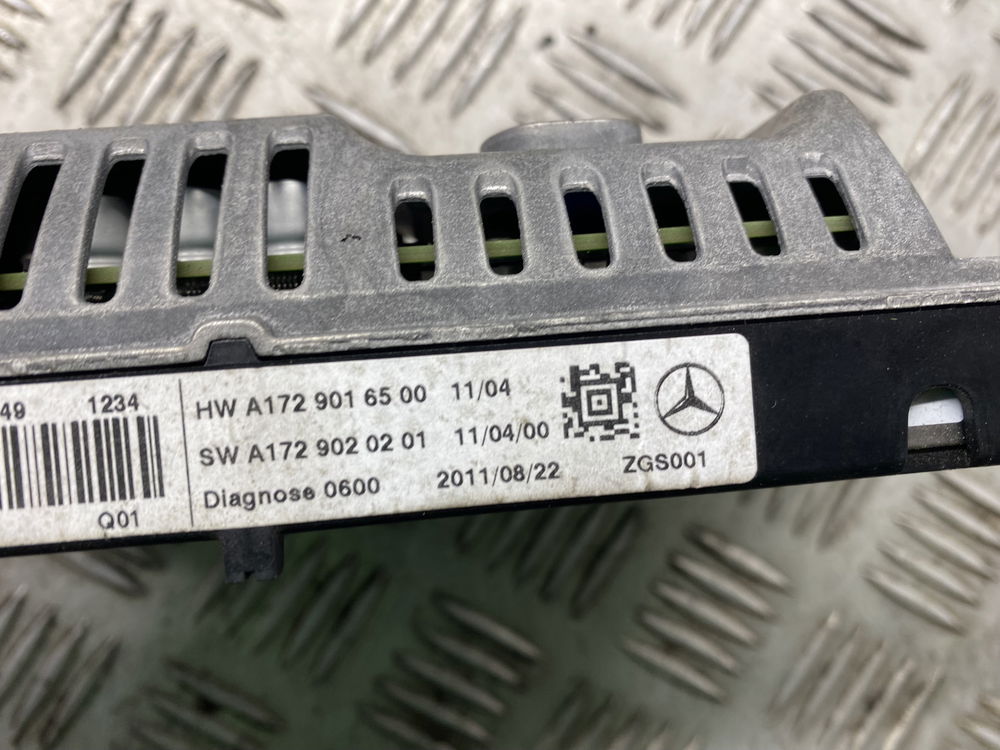 49 1234
Q01
HW A172 901 65 00 11/04
SW A172 902 02 01 11/04/00
Diagnose 0600 2011/08/22
ZGS001